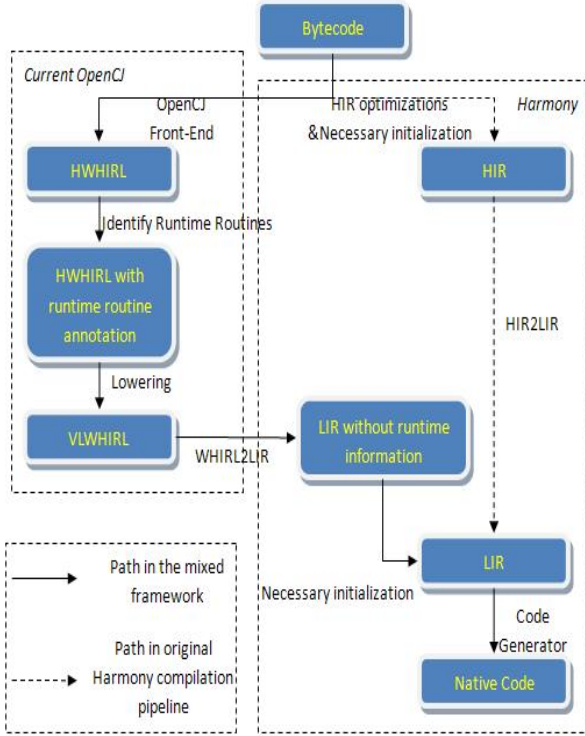 Bytecode
Current OpenCJ
OpenCJ
Front-End
HIR optimizations
&Necessary initialization
Harmony
HWHIRL
HIR
Identify Runtime Routines
HWHIRL with
runtime routine
annotation
HIR2LIR
Lowering
VLWHIRL
WHIRL2LIR
LIR without runtime
information
Path in the mixed
framework
Necessary initialization
LIR
Code
Generator
Path in original
Harmony compilation
pipeline
Native Code